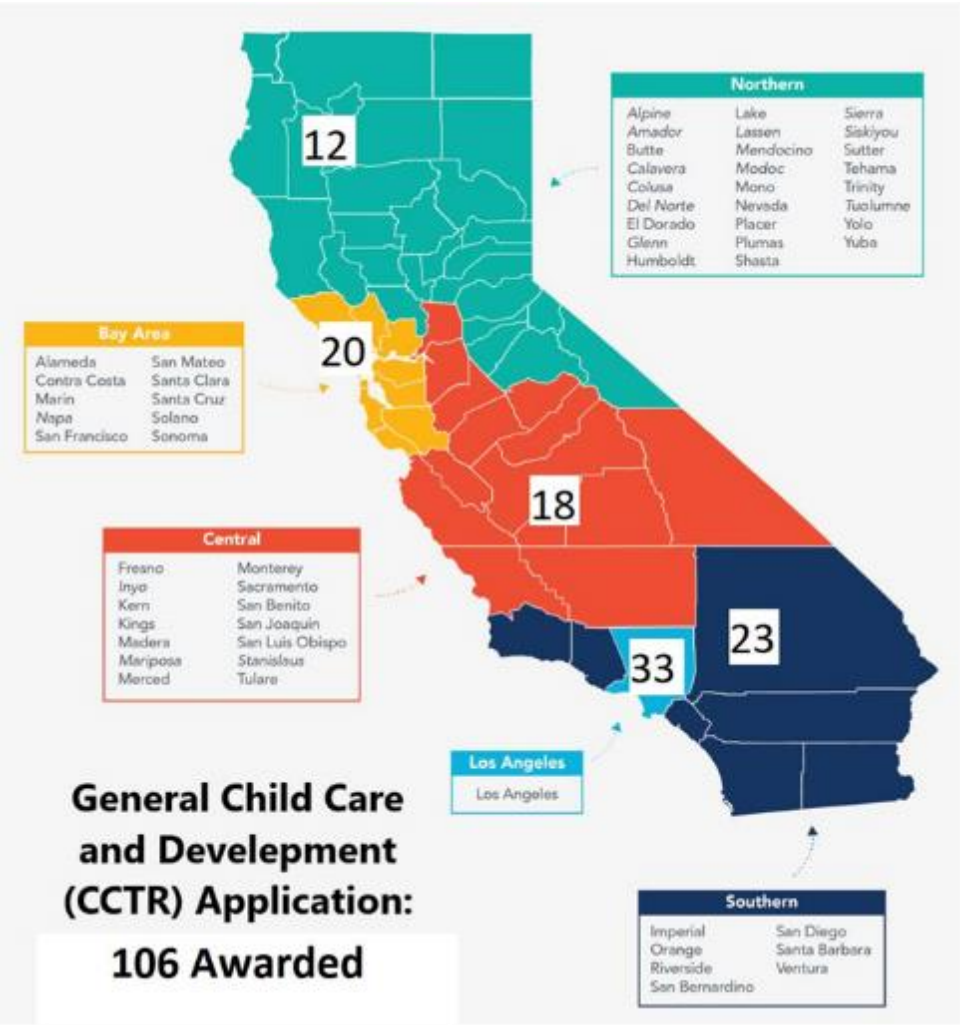 Northern
Alpine Lake Sierra
Amador Lassen Siskiyou
Butte Mendocino Sutter
Calavera Modoc Tehama
Colusa Mono Trinity
Del Norte Nevada Tuolumne
El Dorado Placer Yolo
Glenn Plumas Yuba
Humboldt Shasta
12
Bay Area
Alameda San Mateo
Contra Costa Santa Clara
Marin Santa Cruz
Napa Solano
San Francisco Sonoma
20
18
Central
Fresno Monterey
Inyo Sacramento
Kern San Benito
Kings San Joaquin
Madera San Luis Obispo
Mariposa Stanislaus
Merced Tulare
23
33
Los Angeles
Los Angeles
General Child Care
and Develepment
(CCTR) Application:
106 Awarded
Southern
Imperial San Diego
Orange Santa Barbara
Riverside Ventura
San Bernardino